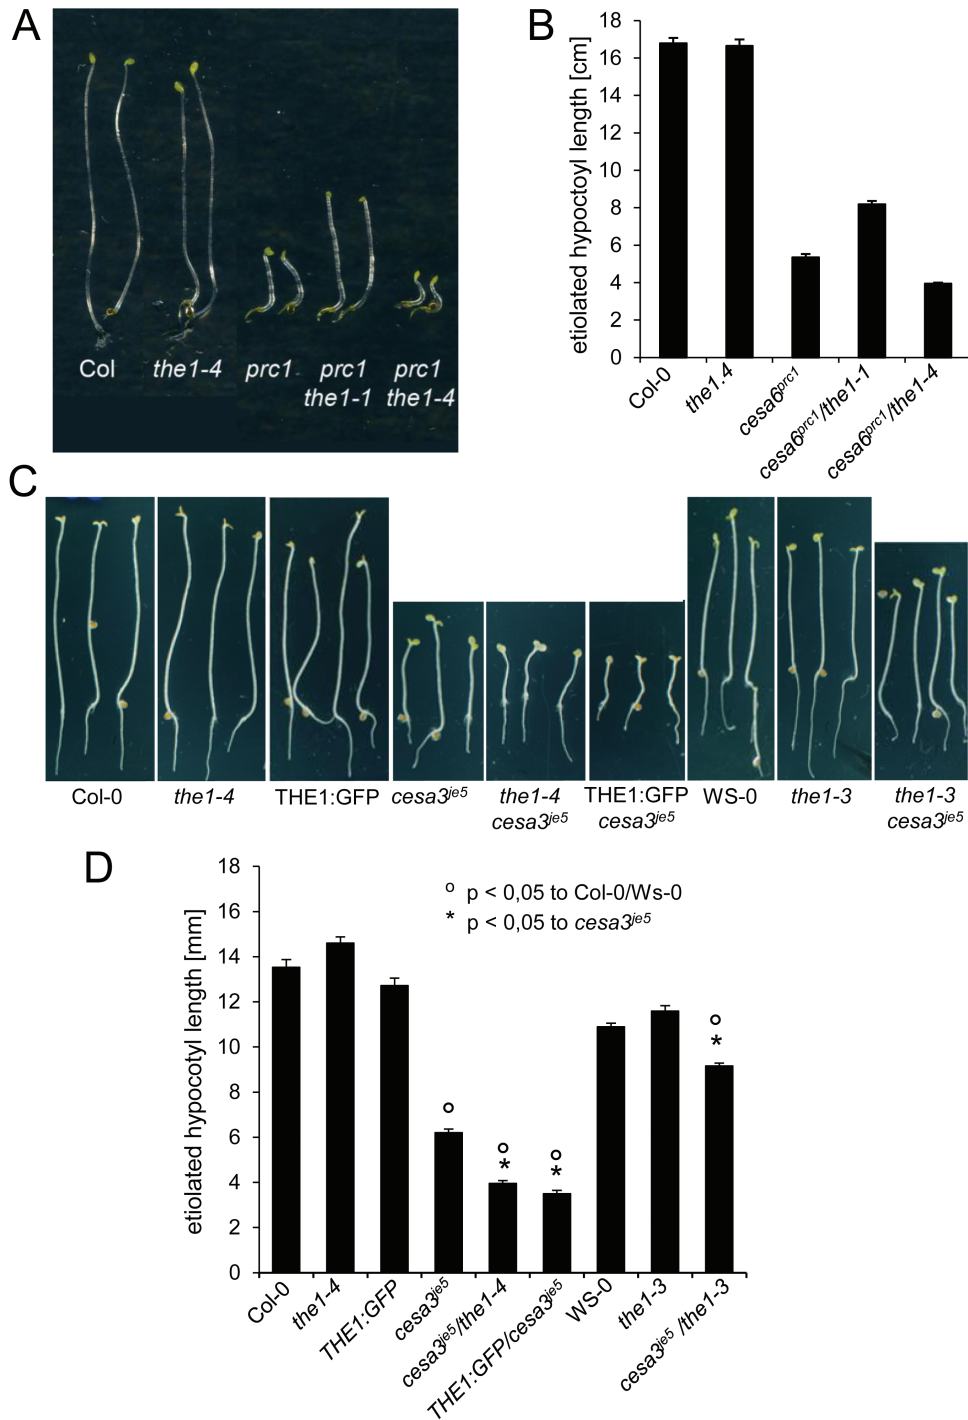 A
Col
the1-4
prc1
prc1
the1-1
prc1
the1-4
B
etiolated hypoctoyl length [cm]
18
16
14
12
10
8
6
4
2
0
Col-0
the1.4
cesa6prc1
cesa6prc1/the1-1
cesa6prc1/the1-4
C
Col-0
the1-4
THE1:GFP
cesa3je5
the1-4
cesa3je5
THE1:GFP
cesa3je5
WS-0
the1-3
the1-3
cesa3je5
D
etiolated hypocotyl length [mm]
18
16
14
12
10
8
6
4
2
0
o p < 0,05 to Col-0/Ws-0
* p < 0,05 to cesa3je5
o
o
*
o
*
o
*
Col-0
the1-4
THE1:GFP
cesa3je5
cesa3je5/the1-4
THE1:GFP/cesa3je5
WS-0
the1-3
cesa3je5 /the1-3